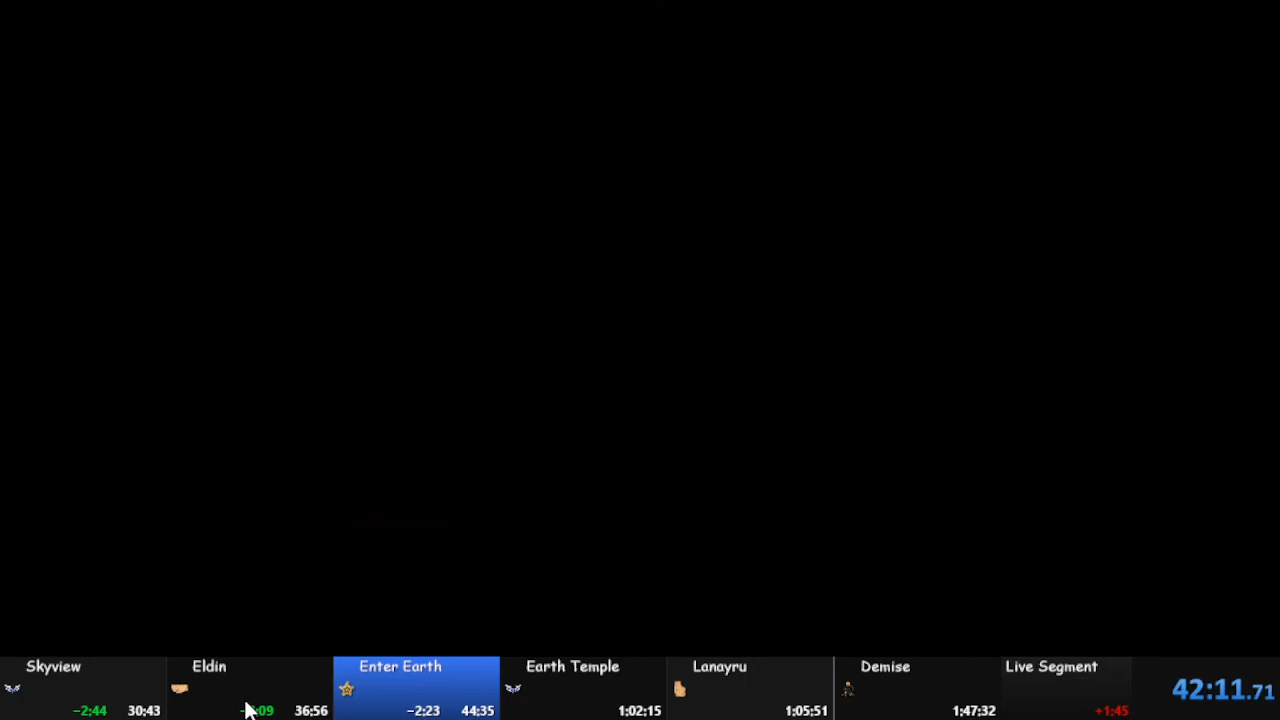 Skyview
−2:44 30:43
Eldin
:09 36:56
Enter Earth
−2:23 44:35
Earth Temple
1:02:15
Lanayru
1:05:51
Demise
1:47:32
Live Segment
+1:45
42:11.71